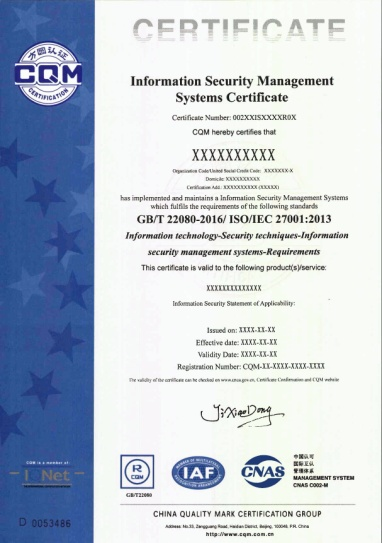 CERTIFICATE
方圆认证
CQM
CERTIFICATION
Information Security Management
Systems Certificate
Certificate Number: 002XXISXXXXR0X
CQM hereby certifies that
XXXXXXXXXX
Organization Code/United Social Credit Code: XXXXXXX-X
Domicile: XXXXXXXXXX
Certification Add.: XXXXXXXXXX (XXXXX)
has implemented and maintains a Information Security Management Systems
which fulfils the requirements of the following standards
GB/T 22080-2016/ ISO/IEC 27001:2013
Information technology-Security techniques-Information
security management systems-Requirements
This certificate is valid to the following product(s)/service:
XXXXXXXXXXXXX
Information Security Statement of Applicability:
Issued on: XXXX-XX-XX
Effective date: XXXX-XX-XX
Validity Date: XXXX-XX-XX
Registration Number: CQM-XX-XXXX-XXXX-XXXX
The validity of the certificate can be checked on www.cnca.gov.cn, Certificate Confirmation and CQM website
CQM is a member of:
Net
D 0053486
R
CQM
GB/T22080
IAF
CNAS
中国认可
国际互认
管理体系
MANAGEMENT SYSTEM
CNAS C002-M
CHINA QUALITY MARK CERTIFICATION GROUP
Address: No.33, Zengguang Road, Haidian District, Beijing, 100048, P.R. China
http://www.cqm.com.cn